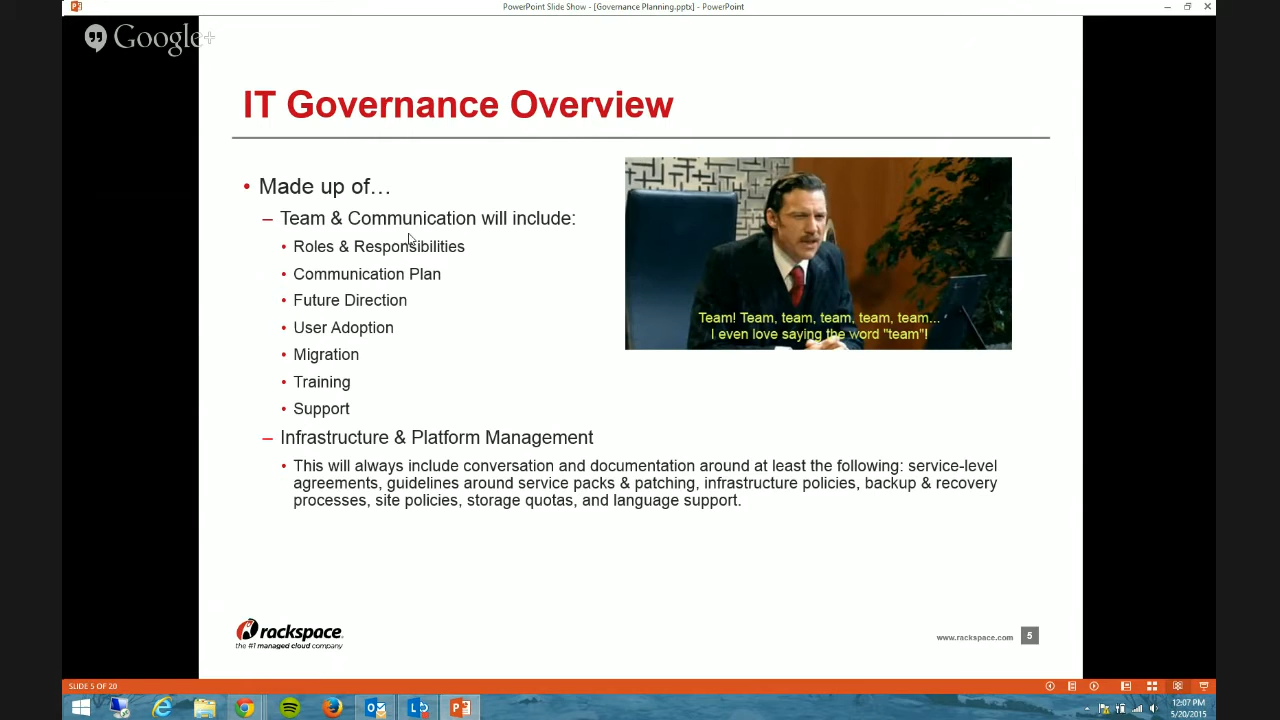 PowerPoint Slide Show - [Governance Planning.pptx] - PowerPoint
Google+
IT Governance Overview
• Made up of…
– Team & Communication will include:
• Roles & Responsibilities
• Communication Plan
• Future Direction
• User Adoption
• Migration
• Training
• Support
Team! Team, team, team, team, team...
I even love saying the word "team"!
– Infrastructure & Platform Management
• This will always include conversation and documentation around at least the following: service-level
agreements, guidelines around service packs & patching, infrastructure policies, backup & recovery
processes, site policies, storage quotas, and language support.
rackspace
the #1 managed cloud company
www.rackspace.com 5
SLIDE 5 OF 20
12:07 PM
5/20/2015